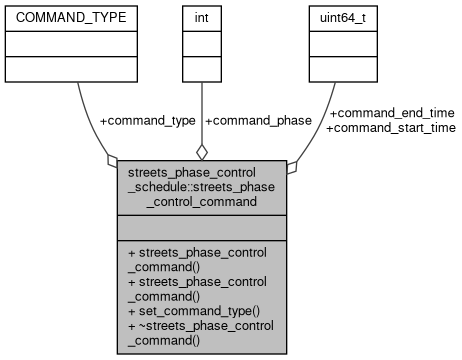 COMMAND_TYPE
int
uint64_t
+command_type
+command_phase
+command_end_time
+command_start_time
streets_phase_control
_schedule::streets_phase
_control_command
+ streets_phase_control
_command()
+ streets_phase_control
_command()
+ set_command_type()
+ ~streets_phase_control
_command()